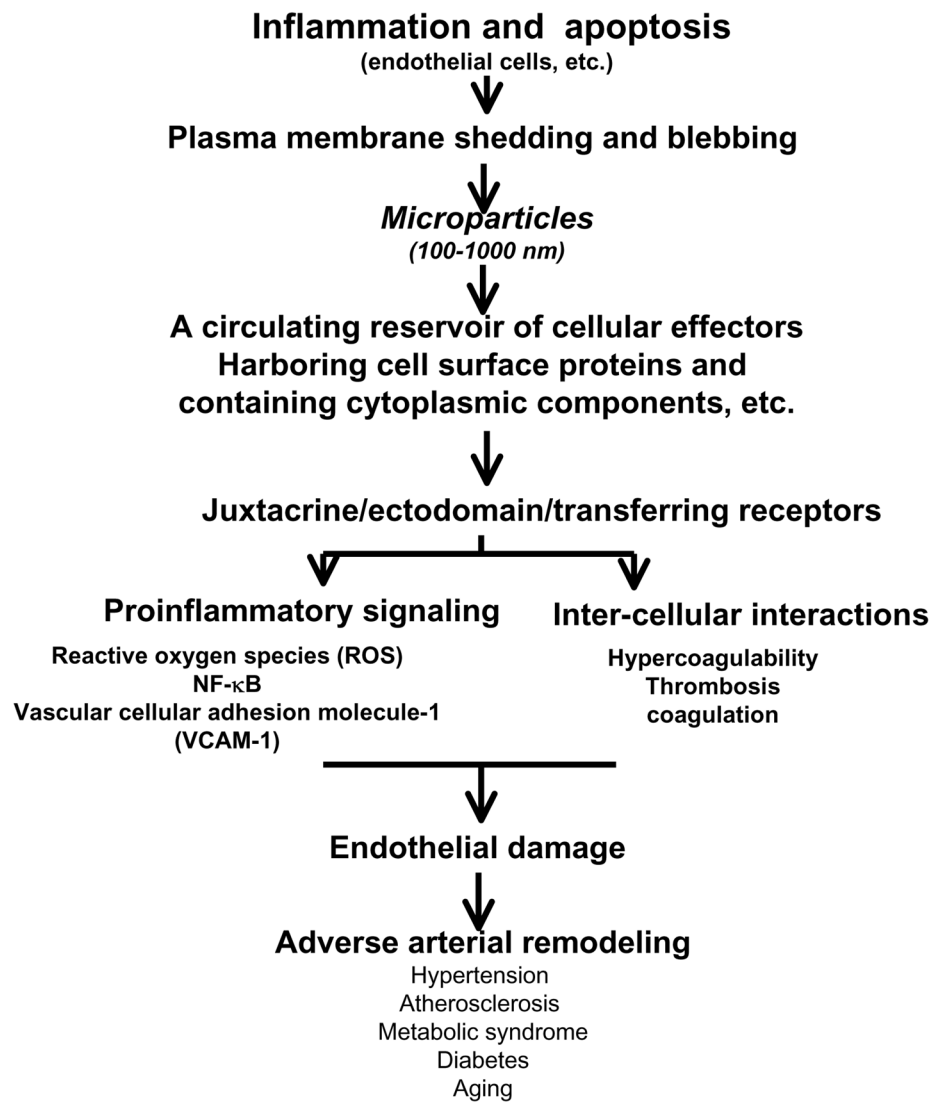 Inflammation and apoptosis
(endothelial cells, etc.)
Plasma membrane shedding and blebbing
Microparticles
(100-1000 nm)
A circulating reservoir of cellular effectors
Harboring cell surface proteins and
containing cytoplasmic components, etc.
Juxtacrine/ectodomain/transferring receptors
Proinflammatory signaling
Reactive oxygen species (ROS)
NF-κB
Vascular cellular adhesion molecule-1
(VCAM-1)
Inter-cellular interactions
Hypercoagulability
Thrombosis
coagulation
Endothelial damage
Adverse arterial remodeling
Hypertension
Atherosclerosis
Metabolic syndrome
Diabetes
Aging